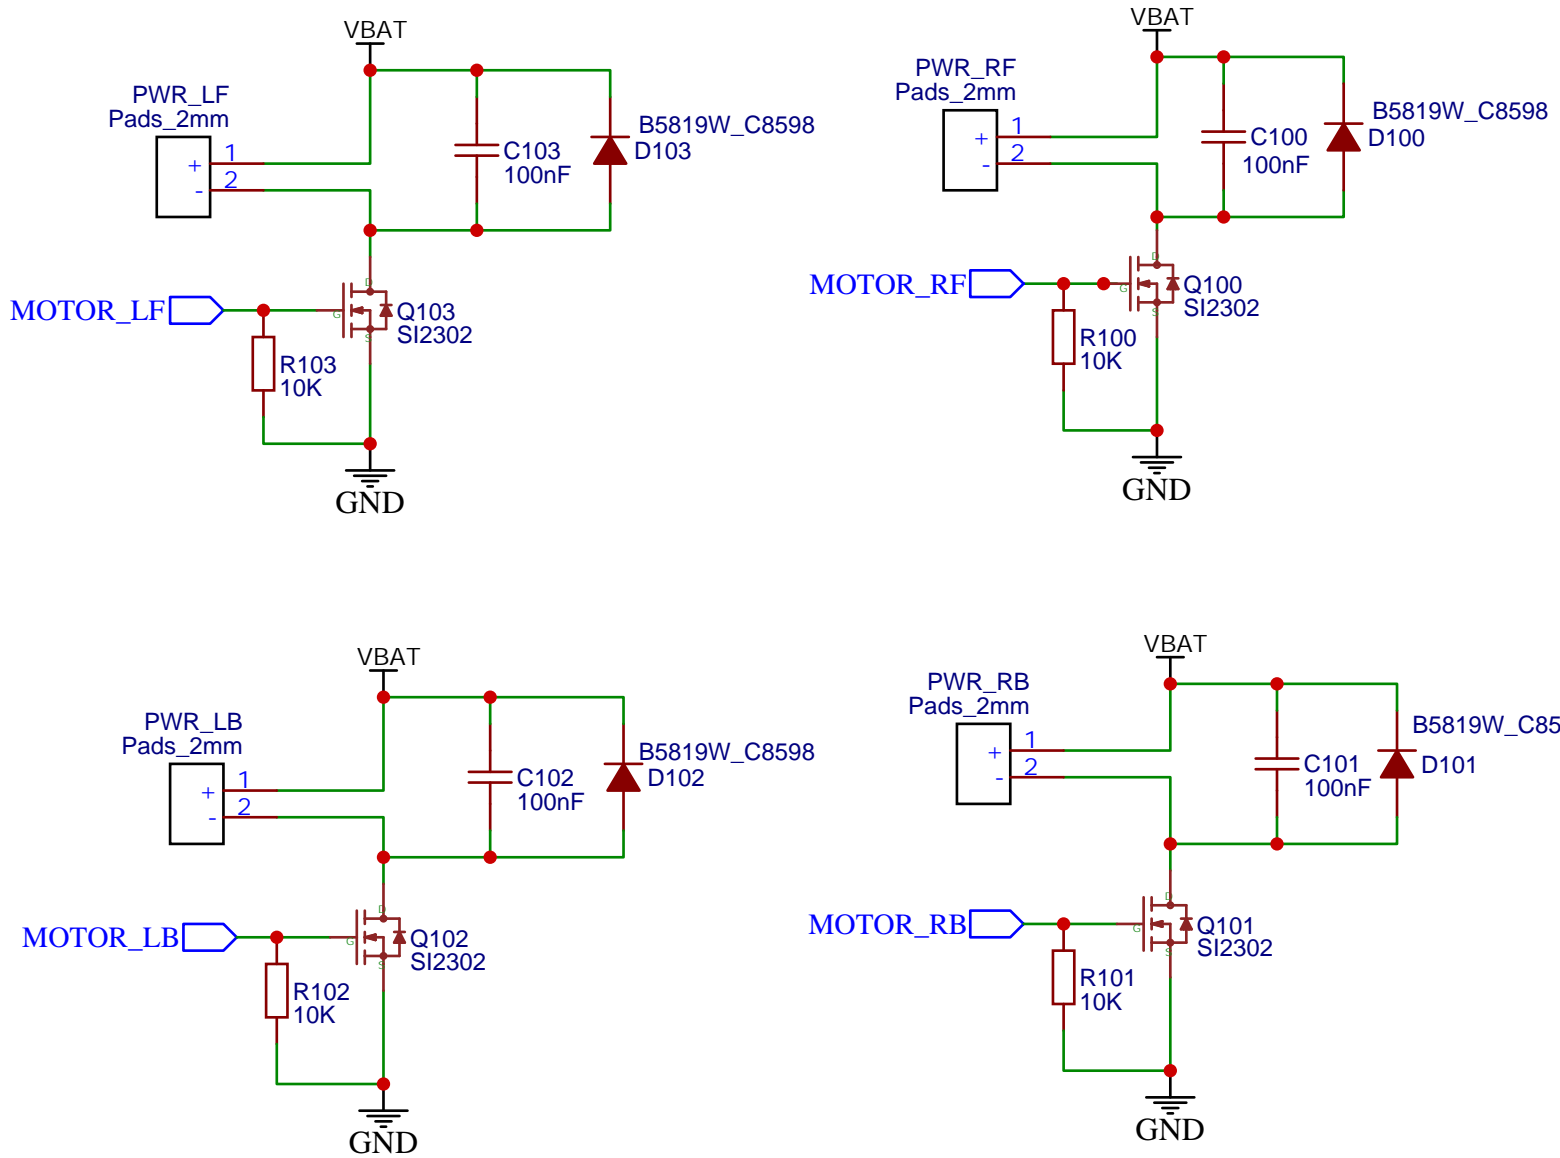 VBAT
PWR_LF
Pads_2mm
+ 1
- 2
C103
100nF
B5819W_C8598
D103
MOTOR_LF
D
G
S
Q103
SI2302
R103
10K
GND
VBAT
PWR_RF
Pads_2mm
+ 1
- 2
C100
100nF
B5819W_C8598
D100
MOTOR_RF
D
G
S
Q100
SI2302
R100
10K
GND
VBAT
PWR_LB
Pads_2mm
+ 1
- 2
C102
100nF
B5819W_C8598
D102
MOTOR_LB
D
G
S
Q102
SI2302
R102
10K
GND
VBAT
PWR_RB
Pads_2mm
+ 1
- 2
C101
100nF
B5819W_C85
D101
MOTOR_RB
D
G
S
Q101
SI2302
R101
10K
GND